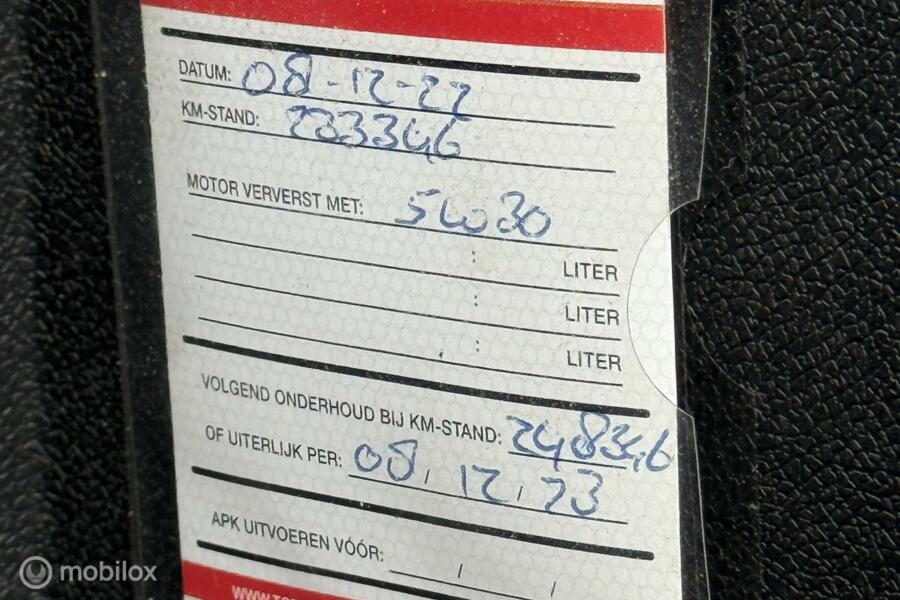 DATUM: 08-12-22
KM-STAND: 233346
MOTOR VERVERST MET: 5W30
: LITER
: LITER
: LITER
VOLGEND ONDERHOUD BIJ KM-STAND: 248346
OF UITERLIJK PER: 08/12/23
APK UITVOEREN VÓÓR: / /
mobilox